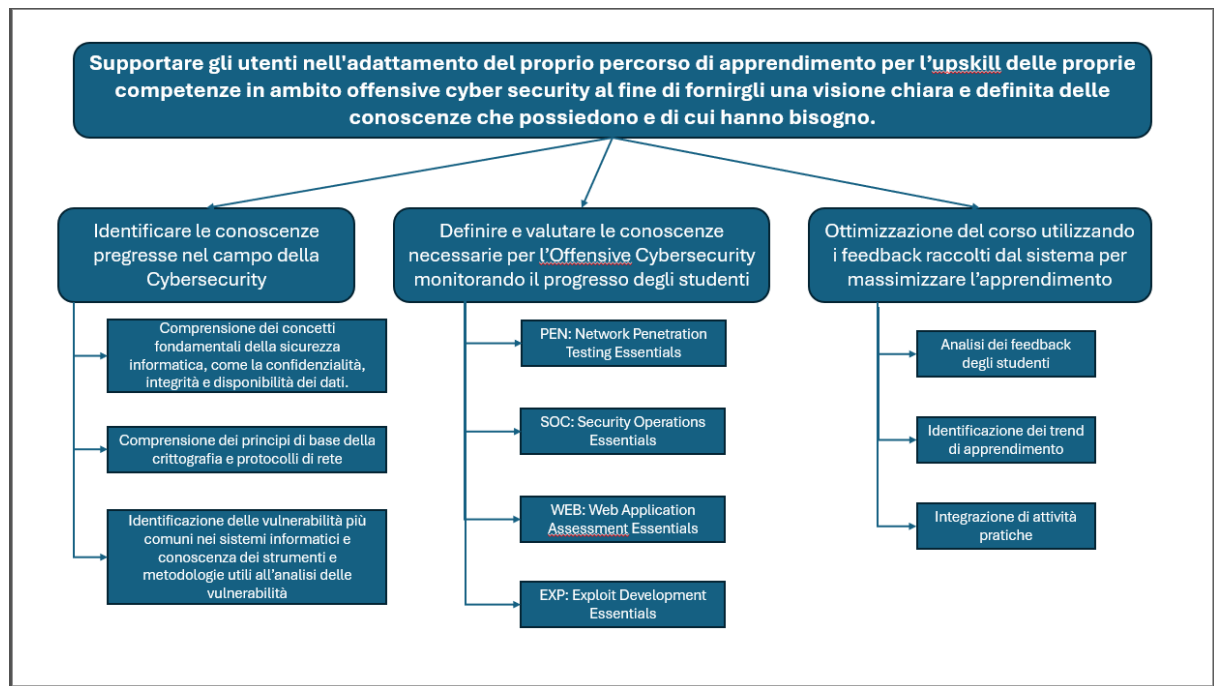 Supportare gli utenti nell'adattamento del proprio percorso di apprendimento per l'upskill delle proprie
competenze in ambito offensive cyber security al fine di fornirgli una visione chiara e definita delle
conoscenze che possiedono e di cui hanno bisogno.
Identificare le conoscenze
pregresse nel campo della
Cybersecurity
Comprensione dei concetti
fondamentali della sicurezza
informatica, come la confidenzialità,
integrità e disponibilità dei dati.
Comprensione dei principi di base della
crittografia e protocolli di rete
Identificazione delle vulnerabilità più
comuni nei sistemi informatici e
conoscenza dei strumenti e
metodologie utili all'analisi delle
vulnerabilità
Definire e valutare le conoscenze
necessarie per l'Offensive Cybersecurity
monitorando il progresso degli studenti
PEN: Network Penetration
Testing Essentials
SOC: Security Operations
Essentials
WEB: Web Application
Assessment Essentials
EXP: Exploit Development
Essentials
Ottimizzazione del corso utilizzando
i feedback raccolti dal sistema per
massimizzare l'apprendimento
Analisi dei feedback
degli studenti
Identificazione dei trend
di apprendimento
Integrazione di attività
pratiche